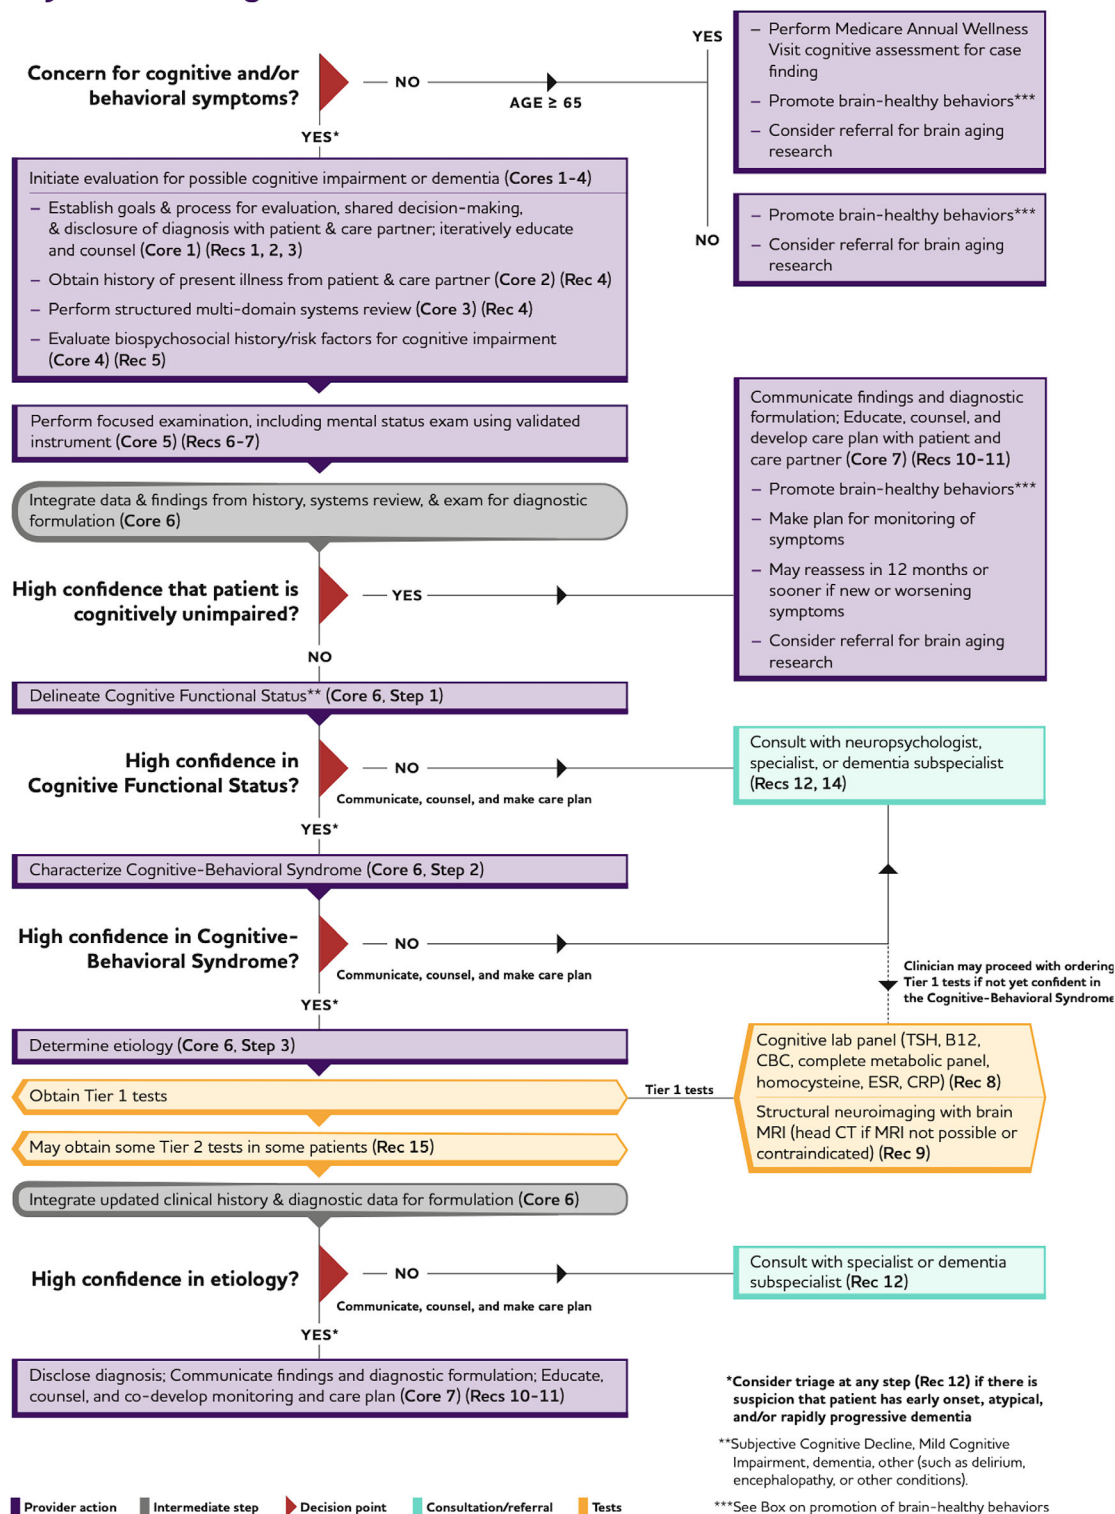 Concern for cognitive and/or
behavioral symptoms?
NO
AGE ≥ 65
YES
– Perform Medicare Annual Wellness
Visit cognitive assessment for case
finding
– Promote brain-healthy behaviors***
– Consider referral for brain aging
research
NO
– Promote brain-healthy behaviors***
– Consider referral for brain aging
research
YES*
Initiate evaluation for possible cognitive impairment or dementia (Cores 1-4)
– Establish goals & process for evaluation, shared decision-making,
& disclosure of diagnosis with patient & care partner; iteratively educate
and counsel (Core 1) (Recs 1, 2, 3)
– Obtain history of present illness from patient & care partner (Core 2) (Rec 4)
– Perform structured multi-domain systems review (Core 3) (Rec 4)
– Evaluate biospychosocial history/risk factors for cognitive impairment
(Core 4) (Rec 5)
Perform focused examination, including mental status exam using validated
instrument (Core 5) (Recs 6-7)
Integrate data & findings from history, systems review, & exam for diagnostic
formulation (Core 6)
High confidence that patient is
cognitively unimpaired?
YES
Communicate findings and diagnostic
formulation; Educate, counsel, and
develop care plan with patient and
care partner (Core 7) (Recs 10-11)
– Promote brain-healthy behaviors***
– Make plan for monitoring of
symptoms
– May reassess in 12 months or
sooner if new or worsening
symptoms
– Consider referral for brain aging
research
NO
Delineate Cognitive Functional Status** (Core 6, Step 1)
High confidence in
Cognitive Functional Status?
NO
Communicate, counsel, and make care plan
Consult with neuropsychologist,
specialist, or dementia subspecialist
(Recs 12, 14)
YES*
Characterize Cognitive-Behavioral Syndrome (Core 6, Step 2)
High confidence in Cognitive-
Behavioral Syndrome?
NO
Communicate, counsel, and make care plan
Clinician may proceed with ordering
Tier 1 tests if not yet confident in
the Cognitive-Behavioral Syndrome
YES*
Determine etiology (Core 6, Step 3)
Obtain Tier 1 tests
Tier 1 tests
Cognitive lab panel (TSH, B12,
CBC, complete metabolic panel,
homocysteine, ESR, CRP) (Rec 8)
Structural neuroimaging with brain
MRI (head CT if MRI not possible or
contraindicated) (Rec 9)
May obtain some Tier 2 tests in some patients (Rec 15)
Integrate updated clinical history & diagnostic data for formulation (Core 6)
High confidence in etiology?
NO
Communicate, counsel, and make care plan
Consult with specialist or dementia
subspecialist (Rec 12)
YES*
Disclose diagnosis; Communicate findings and diagnostic formulation; Educate,
counsel, and co-develop monitoring and care plan (Core 7) (Recs 10-11)
*Consider triage at any step (Rec 12) if there is
suspicion that patient has early onset, atypical,
and/or rapidly progressive dementia
**Subjective Cognitive Decline, Mild Cognitive
Impairment, dementia, other (such as delirium,
encephalopathy, or other conditions).
***See Box on promotion of brain-healthy behaviors
Provider action
Intermediate step
Decision point
Consultation/referral
Tests